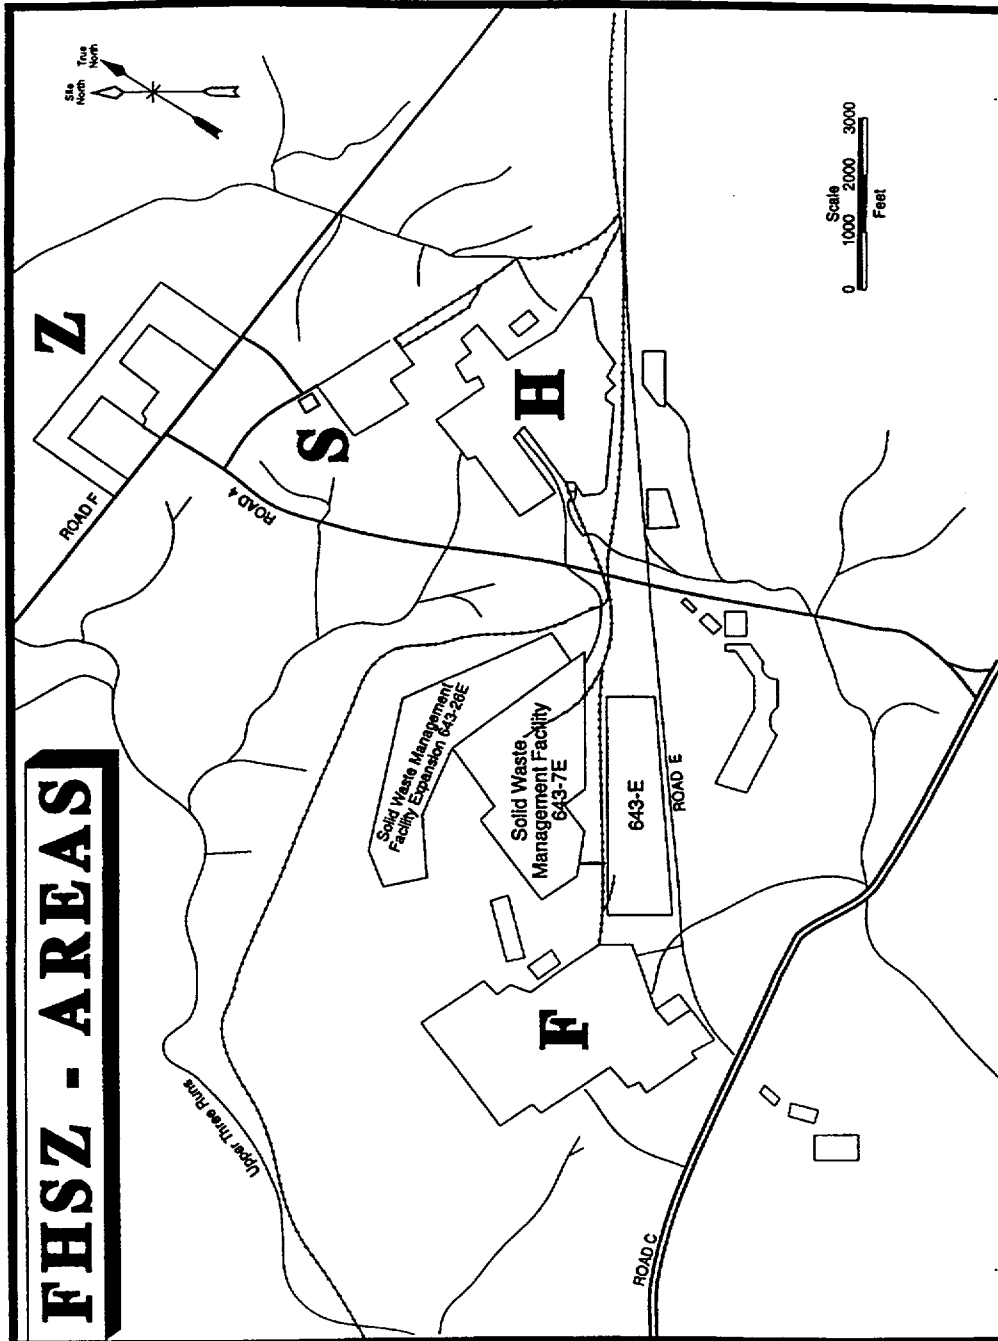 FHSZ - AREAS
Site
North
True
North
Z
ROAD F
S
ROAD 4
H
Upper Three Runs
Solid Waste Management
Facility Expansion 643-26E
Solid Waste
Management Facility
643-7E
643-E
ROAD E
F
ROAD C
Scale
0 1000 2000 3000
Feet